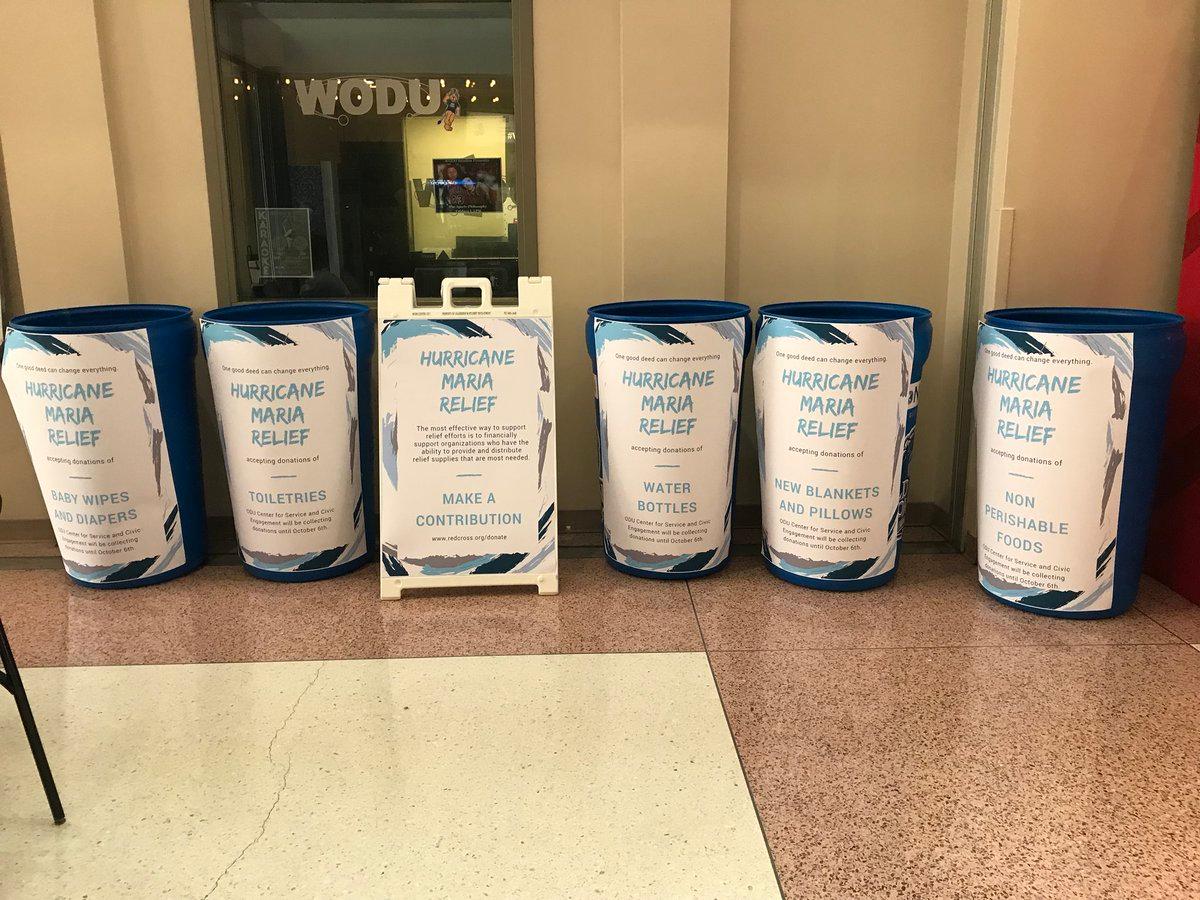 WODU
KARAOKE
One good deed can change everything.
HURRICANE
MARIA
RELIEF
accepting donations of
BABY WIPES
AND DIAPERS
ODU Center for Service and Civic
Engagement will be collecting
donations until October 6th.
One good deed can change everything.
HURRICANE
MARIA
RELIEF
accepting donations of
TOILETRIES
ODU Center for Service and Civic
Engagement will be collecting
donations until October 6th.
HURRICANE
MARIA
RELIEF
The most effective way to support
relief efforts is to financially
support organizations who have the
ability to provide and distribute
relief supplies that are most needed.
MAKE A
CONTRIBUTION
www.redcross.org/donate
One good deed can change everything.
HURRICANE
MARIA
RELIEF
accepting donations of
WATER
BOTTLES
ODU Center for Service and Civic
Engagement will be collecting
donations until October 6th.
One good deed can change everything.
HURRICANE
MARIA
RELIEF
accepting donations of
NEW BLANKETS
AND PILLOWS
ODU Center for Service and Civic
Engagement will be collecting
donations until October 6th.
One good deed can change everything.
HURRICANE
MARIA
RELIEF
accepting donations of
NON
PERISHABLE
FOODS
ODU Center for Service and Civic
Engagement will be collecting
donations until October 6th.